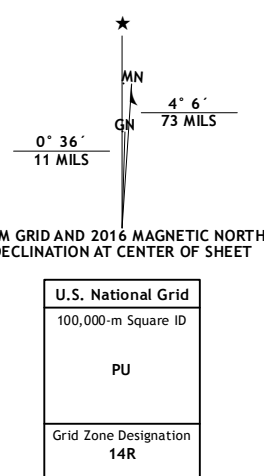 ★
MN
4° 6´
73 MILS
GN
0° 36´
11 MILS
M GRID AND 2016 MAGNETIC NORTH
DECLINATION AT CENTER OF SHEET
U.S. National Grid
100,000-m Square ID
PU
Grid Zone Designation
14R